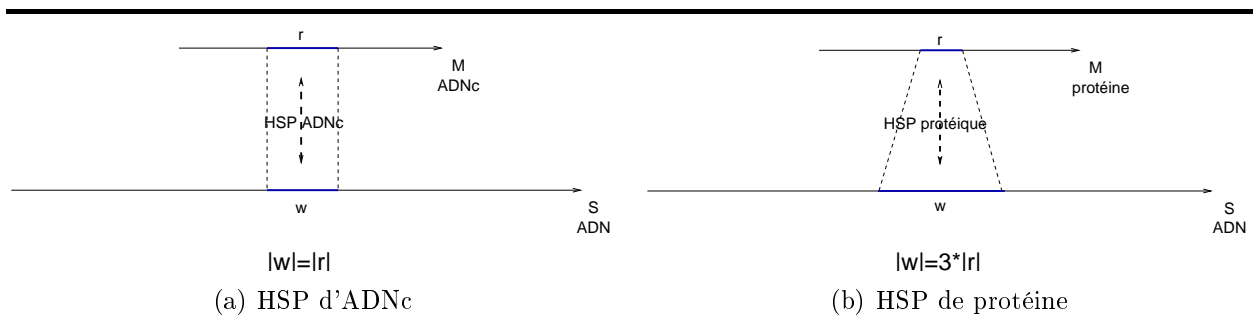 r
M
ADNc
HSP ADNc
w
S
ADN
|w|=|r|
(a) HSP d'ADNc
r
M
protéine
HSP protéique
w
S
ADN
|w|=3*|r|
(b) HSP de protéine